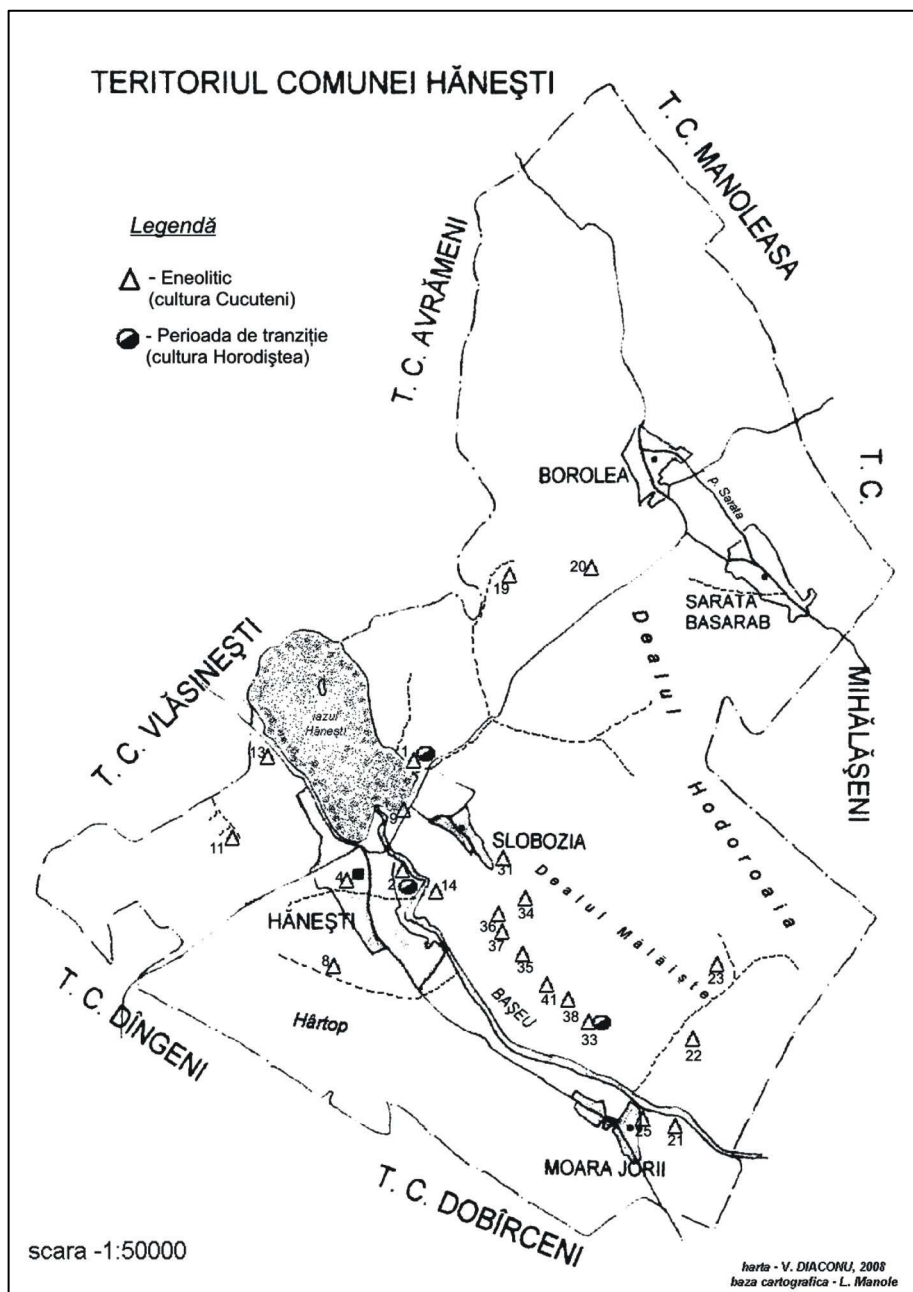 TERITORIUL COMUNEI HĂNEŞTI
T. C. MANOLEASA
Legendă
- Eneolitic
(cultura Cucuteni)
- Perioada de tranziţie
(cultura Horodiştea)
T. C. AVRĂMENI
T. C.
BOROLEA
p. Sarata
20
19
SARATA
BASARAB
Dealul
MIHĂLĂŞENI
T. C. VLĂSINEŞTI
iazul
Hăneşti
13
1
9
Hodoroaia
SLOBOZIA
11
31
Dealul Mălăişte
4
2
14
34
HĂNEŞTI
36
37
35
8
23
BAŞEU
41
38
T. C. DÎNGENI
Hârtop
33
22
25
21
MOARA JORII
T. C. DOBÎRCENI
scara -1:50000
harta - V. DIACONU, 2008
baza cartografica - L. Manole